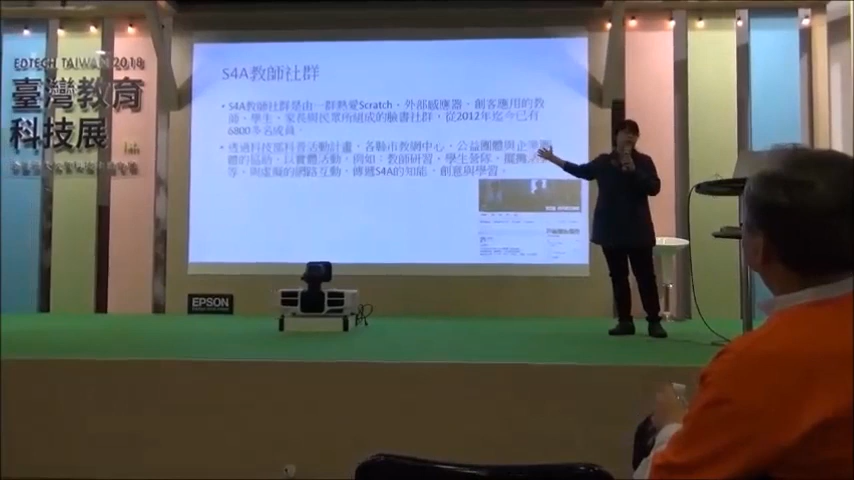 EDTECH TAIWAN 2018
臺灣教育
科技展
S4A教師社群
• S4A教師社群是由一群熱愛Scratch、外部感應器、創客應用的教
師、學生、家長與民眾所組成的臉書社群，從2012年迄今已有
6800多名成員。
• 透過科技部科普活動計畫、各縣市教網中心、公益團體與企業團
體的協助，以實體活動，例如：教師研習、學生營隊、擺攤
等，與虛擬的網路互動，傳遞S4A的知能、創意與學習。
EPSON